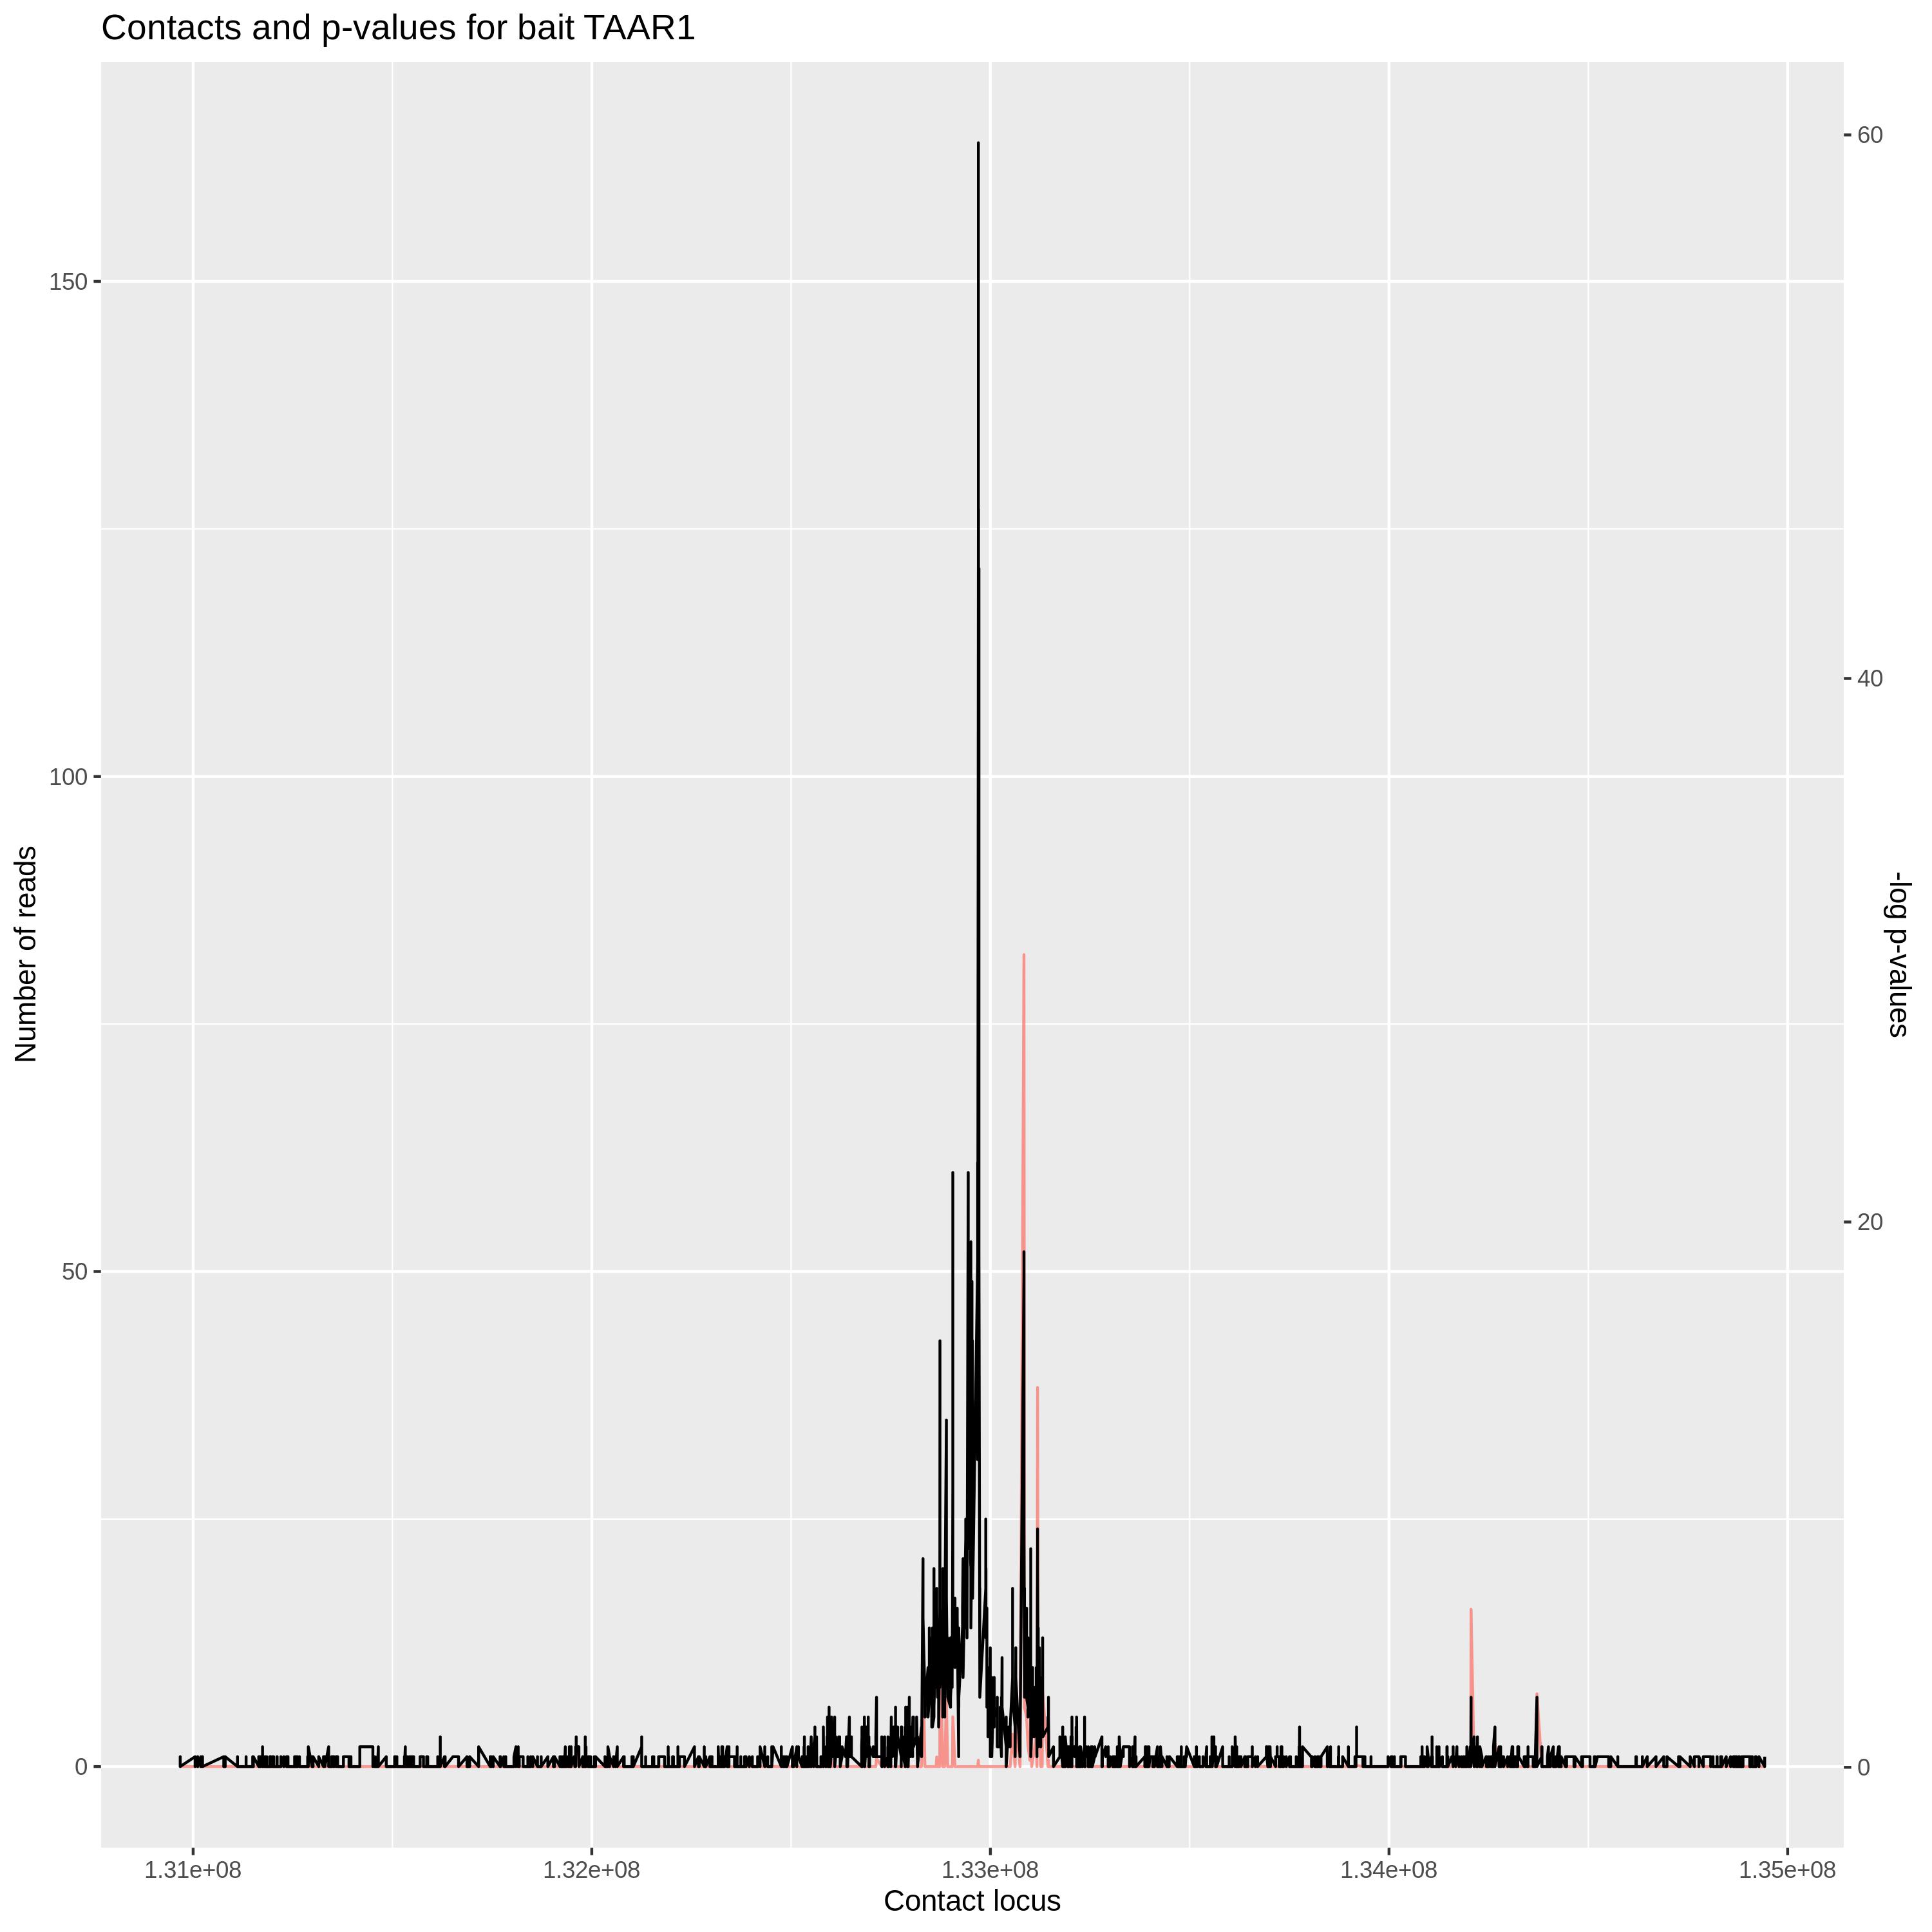 Contacts and p-values for bait TAAR1
Number of reads
150
100
50
0
60
40
20
0
-log p-values
1.31e+08
1.32e+08
1.33e+08
1.34e+08
1.35e+08
Contact locus